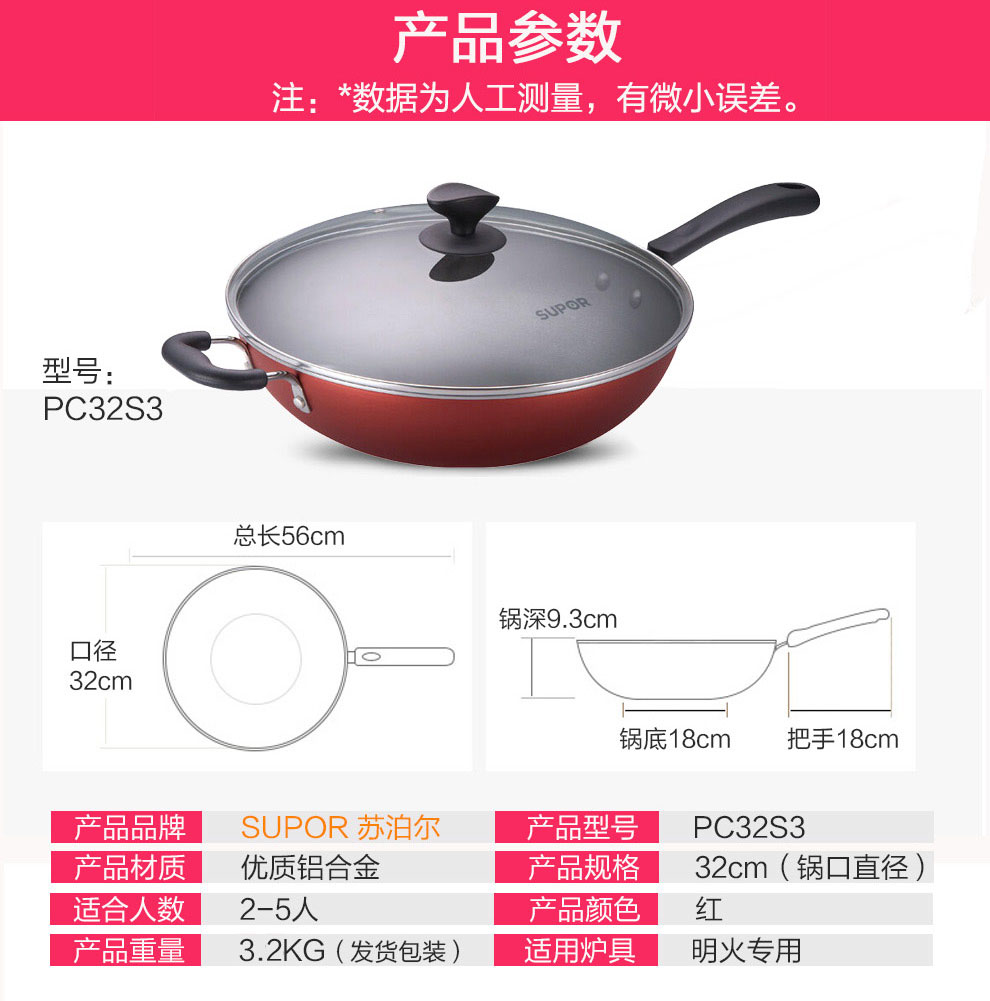 产品参数
注：*数据为人工测量，有微小误差。
SUPOR
型号：
PC32S3
总长56cm
口径
32cm
锅深9.3cm
锅底18cm
把手18cm
产品品牌 SUPOR 苏泊尔 产品型号 PC32S3
产品材质 优质铝合金 产品规格 32cm（锅口直径）
适合人数 2-5人 产品颜色 红
产品重量 3.2KG（发货包装） 适用炉具 明火专用